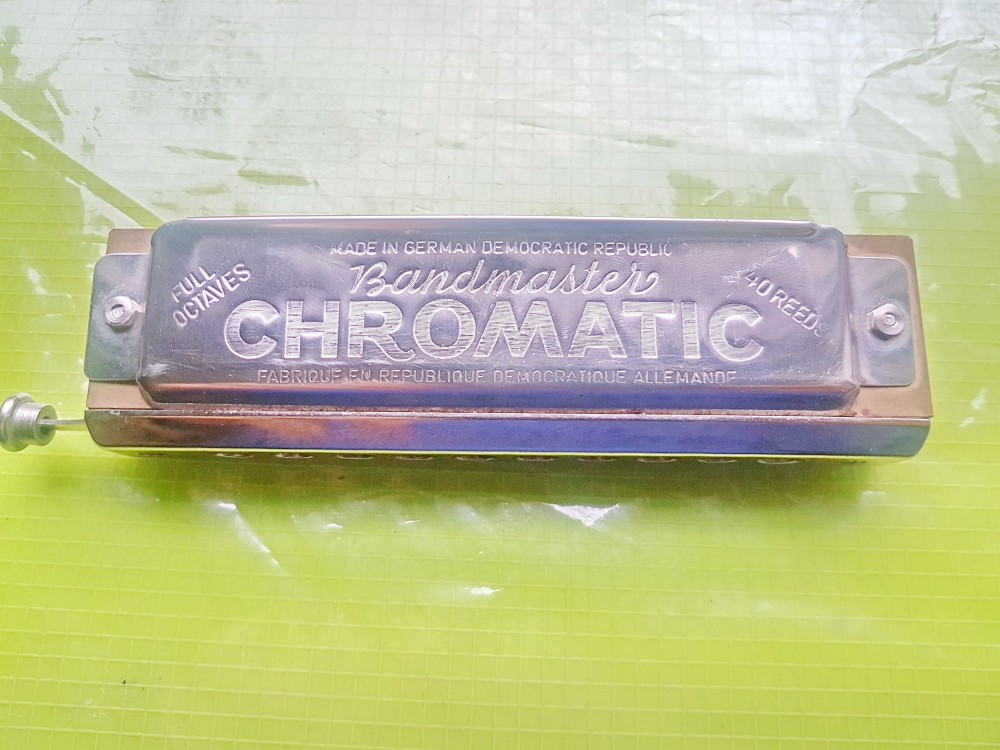 MADE IN GERMAN DEMOCRATIC REPUBLIC
FULL
OCTAVES
Bandmaster
40 REEDS
CHROMATIC
FABRIQUE EN REPUBLIQUE DEMOCRATIQUE ALLEMANDE